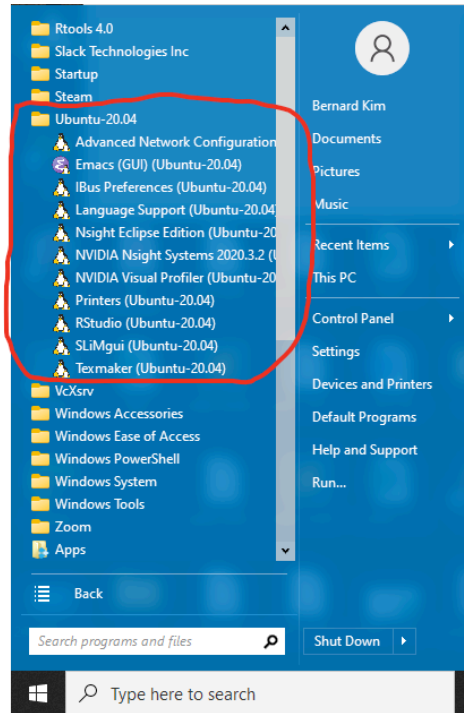 Rtools 4.0
Slack Technologies Inc
Startup
Steam
Ubuntu-20.04
Advanced Network Configuration
Emacs (GUI) (Ubuntu-20.04)
IBus Preferences (Ubuntu-20.04)
Language Support (Ubuntu-20.04
Nsight Eclipse Edition (Ubuntu-20
NVIDIA Nsight Systems 2020.3.2 (U
NVIDIA Visual Profiler (Ubuntu-20
Printers (Ubuntu-20.04)
RStudio (Ubuntu-20.04)
SLiMgui (Ubuntu-20.04)
Texmaker (Ubuntu-20.04)
VcXsrv
Windows Accessories
Windows Ease of Access
Windows PowerShell
Windows System
Windows Tools
Zoom
Apps
Back
Search programs and files
Bernard Kim
Documents
Pictures
Music
Recent Items
This PC
Control Panel
Settings
Devices and Printers
Default Programs
Help and Support
Run...
Shut Down
Type here to search